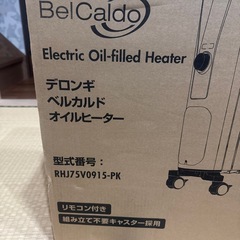 BelCaldo
Electric Oil-filled Heater
デロンギ
ベルカルド
オイルヒーター
型式番号：
RHJ75V0915-PK
リモコン付き
組み立て不要キャスター採用